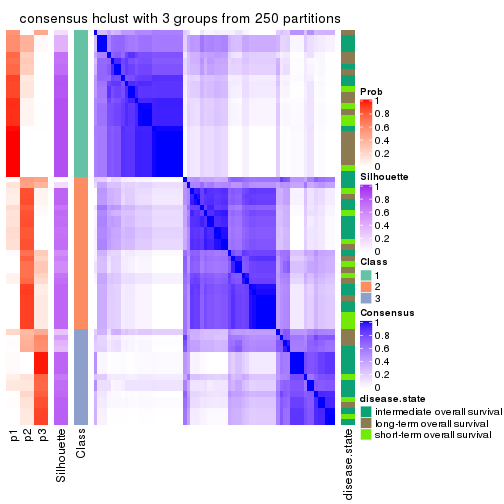 consensus hclust with 3 groups from 250 partitions
Prob
1
0.8
0.6
0.4
0.2
0
Silhouette
1
0.8
0.6
0.4
0.2
0
Class
1
2
3
Consensus
1
0.8
0.6
0.4
0.2
0
disease.state
intermediate overall survival
long-term overall survival
short-term overall survival
p1
p2
p3
Silhouette
Class
disease.state